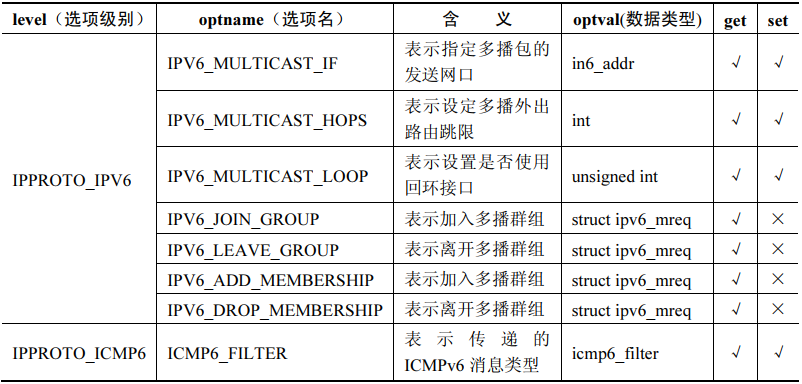 level（选项级别） optname（选项名） 含 义 optval(数据类型) get set
IPPROTO_IPV6
IPV6_MULTICAST_IF 表示指定多播包的 in6_addr √ √
发送网口
IPV6_MULTICAST_HOPS 表示设定多播外出 int √ √
路由跳限
IPV6_MULTICAST_LOOP 表示设置是否使用 unsigned int √ √
回环接口
IPV6_JOIN_GROUP 表示加入多播群组 struct ipv6_mreq √ ×
IPV6_LEAVE_GROUP 表示离开多播群组 struct ipv6_mreq √ ×
IPV6_ADD_MEMBERSHIP 表示加入多播群组 struct ipv6_mreq √ ×
IPV6_DROP_MEMBERSHIP 表示离开多播群组 struct ipv6_mreq √ ×
IPPROTO_ICMP6 ICMP6_FILTER 表示传递的 icmp6_filter √ √
ICMPv6 消息类型